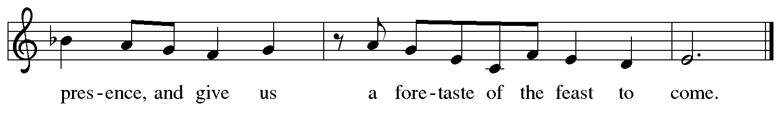 pres - ence, and give us a fore - taste of the feast to come.